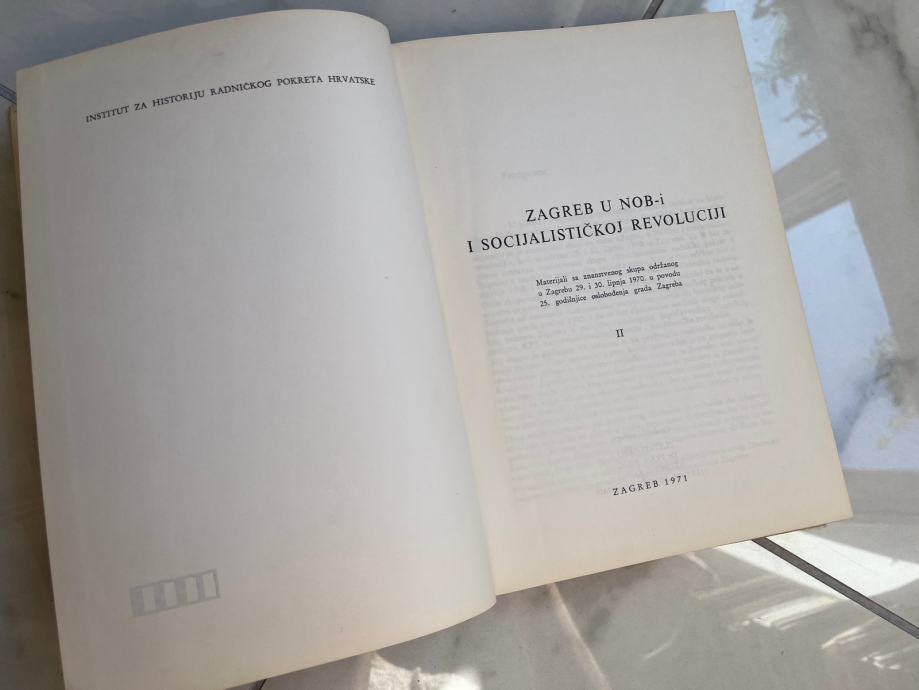 INSTITUT ZA HISTORIJU RADNIČKOG POKRETA HRVATSKE
ZAGREB U NOB-i
I SOCIJALISTIČKOJ REVOLUCIJI
Materijali sa znanstvenog skupa održanog
u Zagrebu 29. i 30. lipnja 1970. u povodu
25. godišnjice oslobođenja grada Zagreba
II
ZAGREB 1971